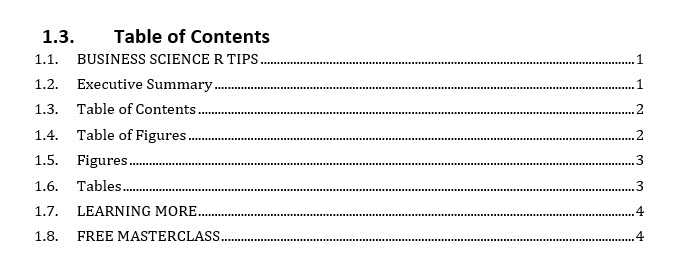 1.3. Table of Contents
1.1. BUSINESS SCIENCE R TIPS 1
1.2. Executive Summary 1
1.3. Table of Contents 2
1.4. Table of Figures 2
1.5. Figures 3
1.6. Tables 3
1.7. LEARNING MORE 4
1.8. FREE MASTERCLASS 4